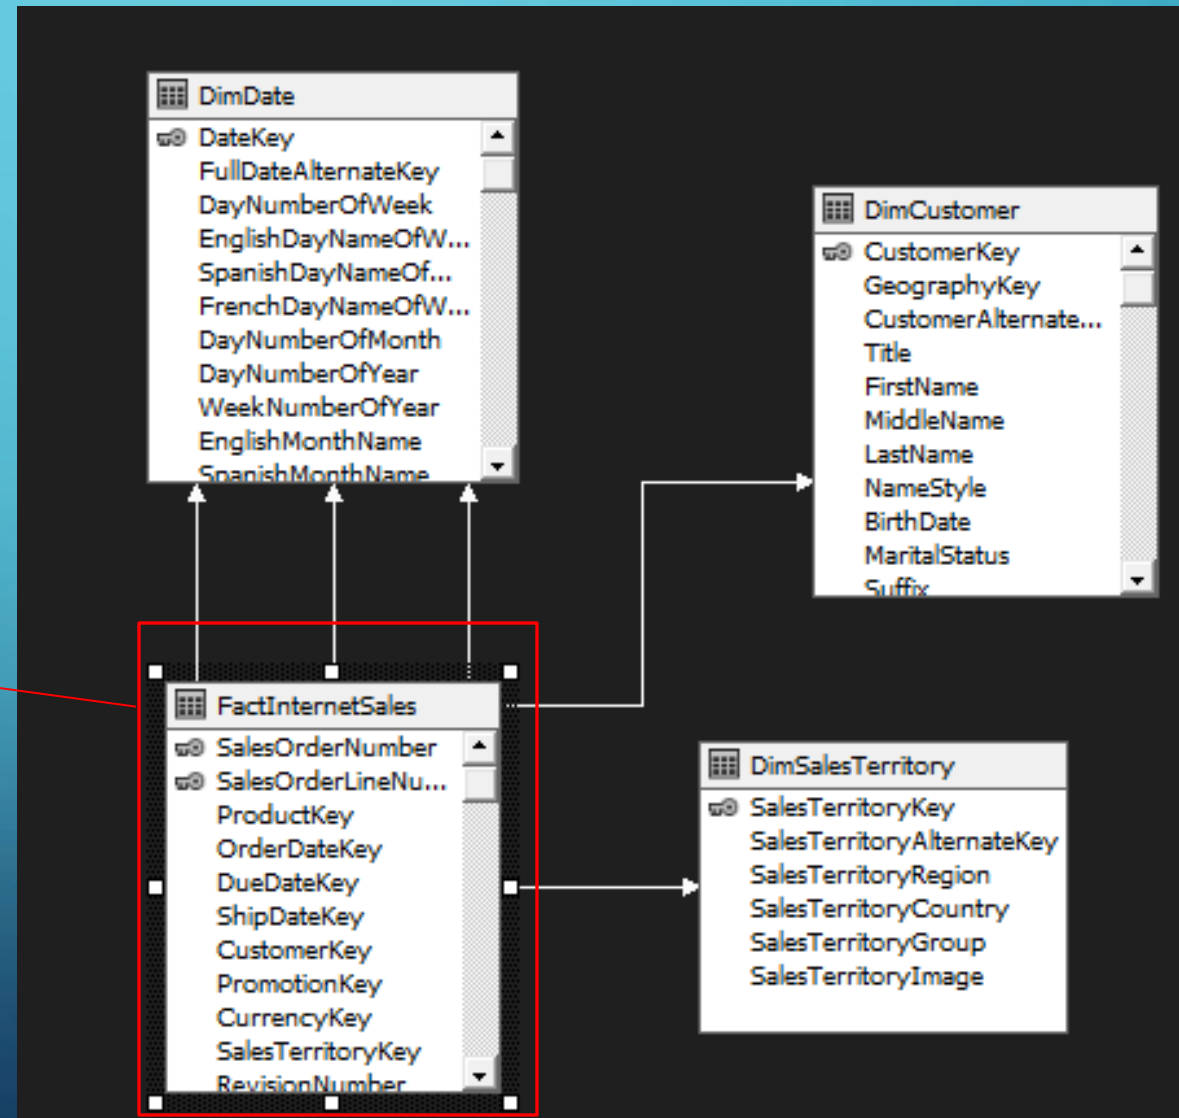 DimDate
DateKey
FullDateAlternateKey
DayNumberOfWeek
EnglishDayNameOfW...
SpanishDayNameOf...
FrenchDayNameOfW...
DayNumberOfMonth
DayNumberOfYear
WeekNumberOfYear
EnglishMonthName
SpanishMonthName
DimCustomer
CustomerKey
GeographyKey
CustomerAlternate...
Title
FirstName
MiddleName
LastName
NameStyle
BirthDate
MaritalStatus
Suffix
FactInternetSales
SalesOrderNumber
SalesOrderLineNu...
ProductKey
OrderDateKey
DueDateKey
ShipDateKey
CustomerKey
PromotionKey
CurrencyKey
SalesTerritoryKey
RevisionNumber
DimSalesTerritory
SalesTerritoryKey
SalesTerritoryAlternateKey
SalesTerritoryRegion
SalesTerritoryCountry
SalesTerritoryGroup
SalesTerritoryImage